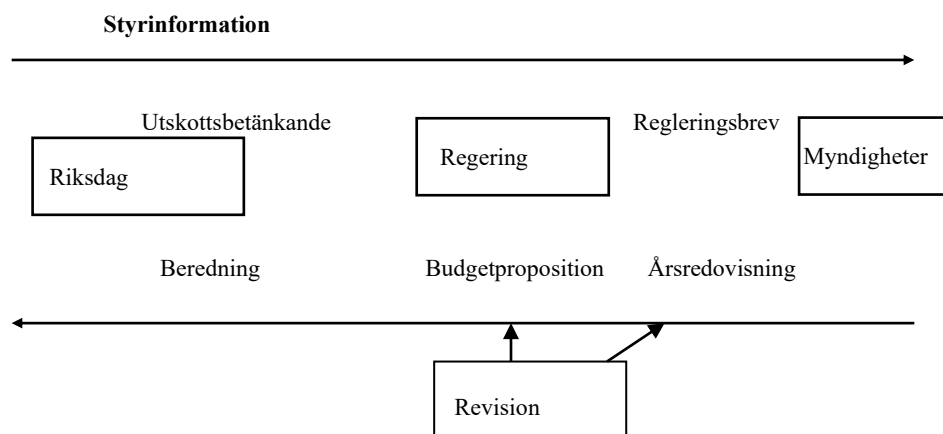 Styrinformation
Utskottsbetänkande
Regleringsbrev
Riksdag
Regering
Myndigheter
Beredning
Budgetproposition
Årsredovisning
Revision